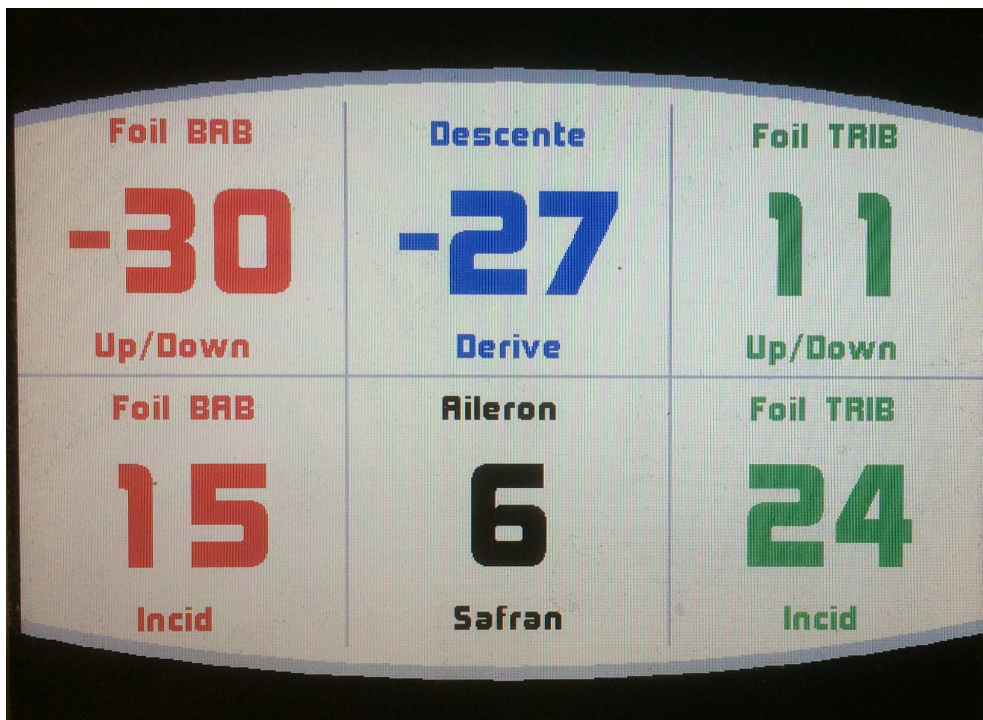 Foil BAB
-30
Up/Down
Descente
-27
Derive
Foil TRIB
11
Up/Down
Foil BAB
15
Incid
Aileron
6
Safran
Foil TRIB
24
Incid